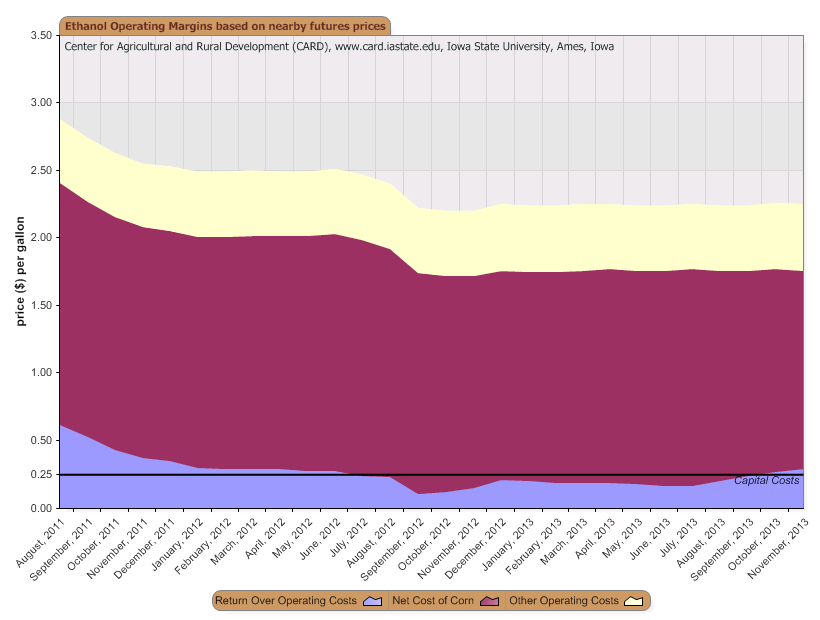 Ethanol Operating Margins based on nearby futures prices
Center for Agricultural and Rural Development (CARD), www.card.iastate.edu, Iowa State University, Ames, Iowa
price ($) per gallon
3.50
3.00
2.50
2.00
1.50
1.00
0.50
0.25
0.00
Capital Costs
August, 2011
September, 2011
October, 2011
November, 2011
December, 2011
January, 2012
February, 2012
March, 2012
April, 2012
May, 2012
June, 2012
July, 2012
August, 2012
September, 2012
October, 2012
November, 2012
December, 2012
January, 2013
February, 2013
March, 2013
April, 2013
May, 2013
June, 2013
July, 2013
August, 2013
September, 2013
October, 2013
November, 2013
Return Over Operating Costs Net Cost of Corn Other Operating Costs